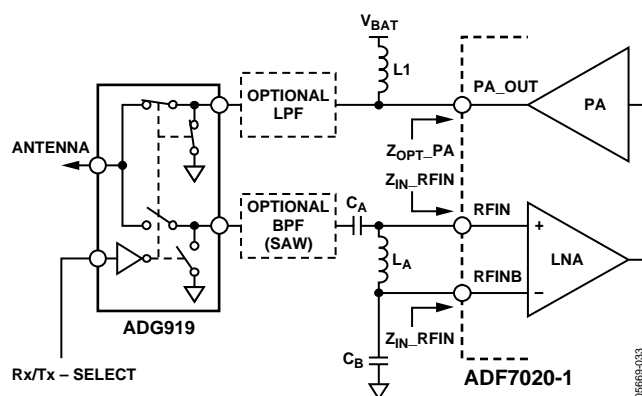 VBAT
L1
OPTIONAL
LPF
PA_OUT
PA
ANTENNA
ZOPT_PA
ZIN_RFIN
OPTIONAL
BPF
(SAW)
CA
RFIN
+
LA
LNA
RFINB
–
ZIN_RFIN
ADG919
CB
Rx/Tx – SELECT
ADF7020-1
05669-033